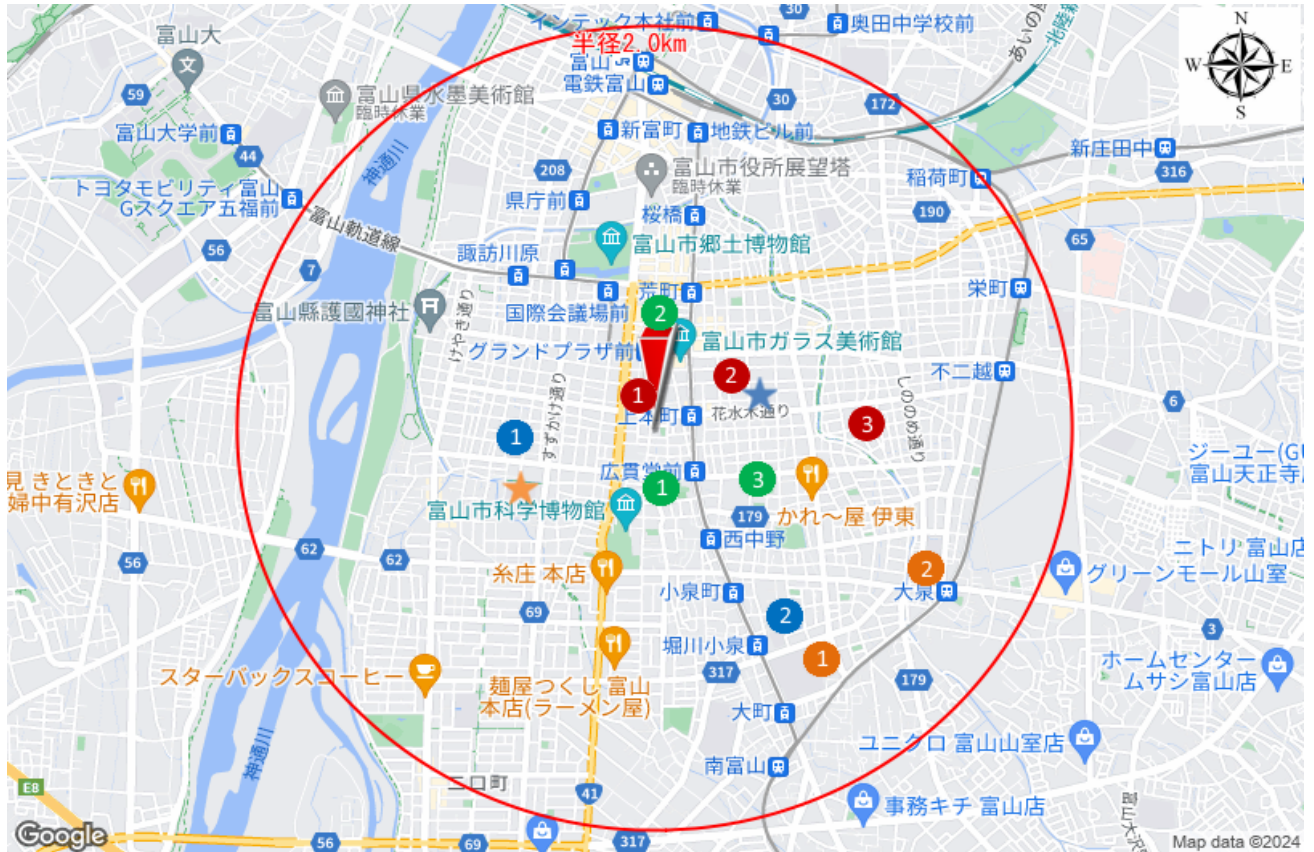 インテック本社前
30
奥田中学校前
あいの風
北陸新
富山大
半径2.0km
富山
JR
電鉄富山
N
W
E
S
59
富山県水墨美術館
臨時休業
30
172
富山大学前
44
新富町
地鉄ビル前
新庄田中
316
208
富山市役所展望塔
臨時休業
稲荷町
トヨタモビリティ富山
Gスクエア五福前
神通川
県庁前
桜橋
190
富山軌道線
56
諏訪川原
富山市郷土博物館
65
7
荒町
栄町
富山縣護國神社
国際会議場前
2
けやき通り
グランドプラザ前
富山市ガラス美術館
不二越
すずかけ通り
1
2
しののめ通り
6
上本町
花水木通り
3
1
ジーユー(GU
富山天正寺店
見 きときと
婦中有沢店
広貫堂前
1
3
富山市科学博物館
179
かれ～屋 伊東
62
62
56
西中野
ニトリ 富山店
グリーンモール山室
糸庄 本店
2
大泉
小泉町
69
2
3
堀川小泉
1
スターバックスコーヒー
麺屋つくし 富山
本店(ラーメン屋)
317
179
ホームセンター
ムサシ富山店
大町
神通川
ユニクロ 富山山室店
南富山
二口町
E8
41
事務キチ 富山店
Google
56
69
317
Map data ©2024